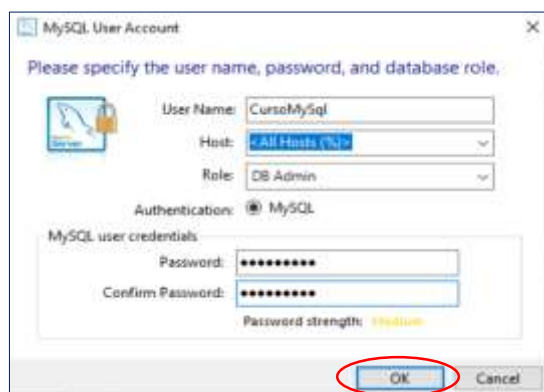 MySQL User Account
Please specify the user name, password, and database role.
User Name: CursoMySql
Host: <All Hosts (%)>
Server
Role: DB Admin
Authentication: MySQL
MySQL user credentials
Password: •••••••••
Confirm Password: •••••••••
Password strength: Medium
OK Cancel